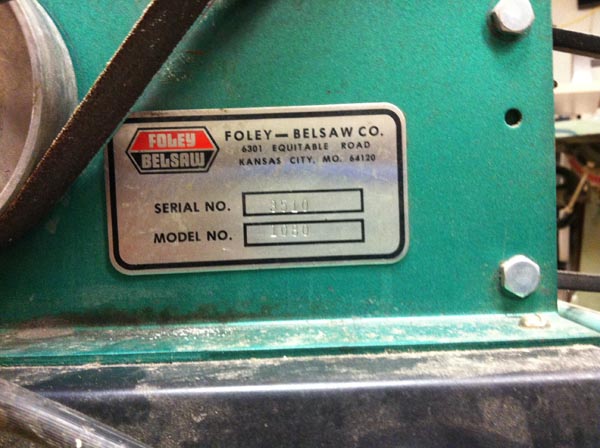 FOLEY
BELSAW
FOLEY — BELSAW CO.
6301 EQUITABLE ROAD
KANSAS CITY, MO. 64120
SERIAL NO.
MODEL NO.